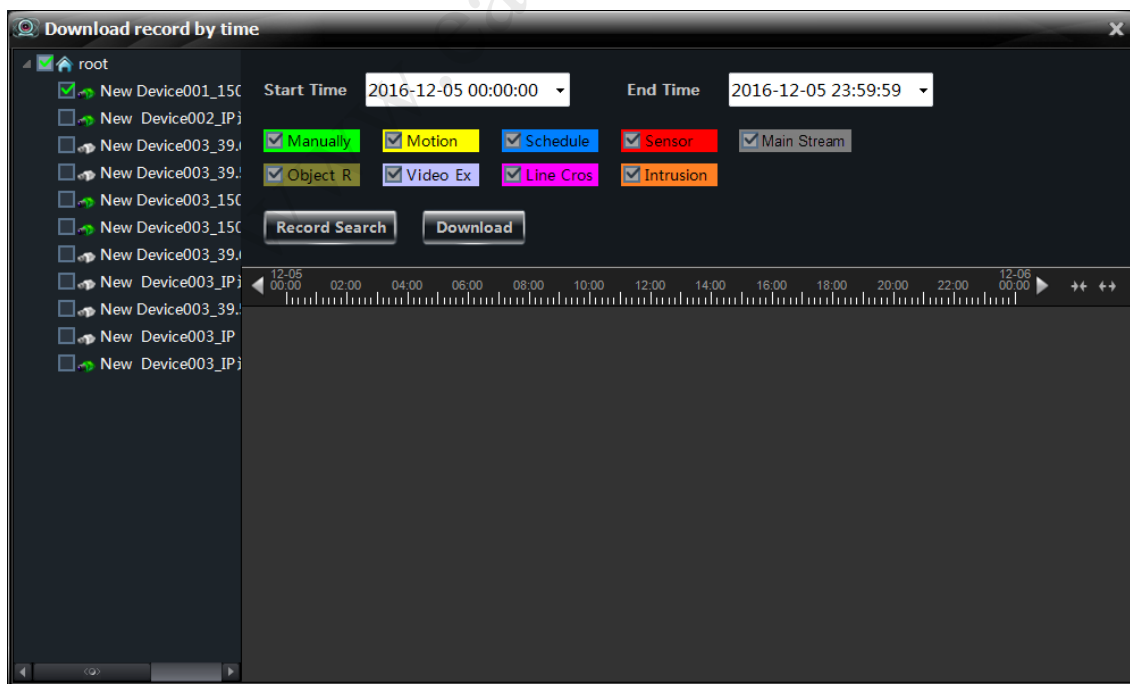 Download record by time
root
New Device001_150
New Device002_IP
New Device003_39.
New Device003_39.
New Device003_150
New Device003_150
New Device003_39.
New Device003_IP
New Device003_39.
New Device003_IP
New Device003_IP
Start Time 2016-12-05 00:00:00 End Time 2016-12-05 23:59:59
Manually Motion Schedule Sensor Main Stream
Object R Video Ex Line Cros Intrusion
Record Search Download
12-05 12-06
00:00 02:00 04:00 06:00 08:00 10:00 12:00 14:00 16:00 18:00 20:00 22:00 00:00